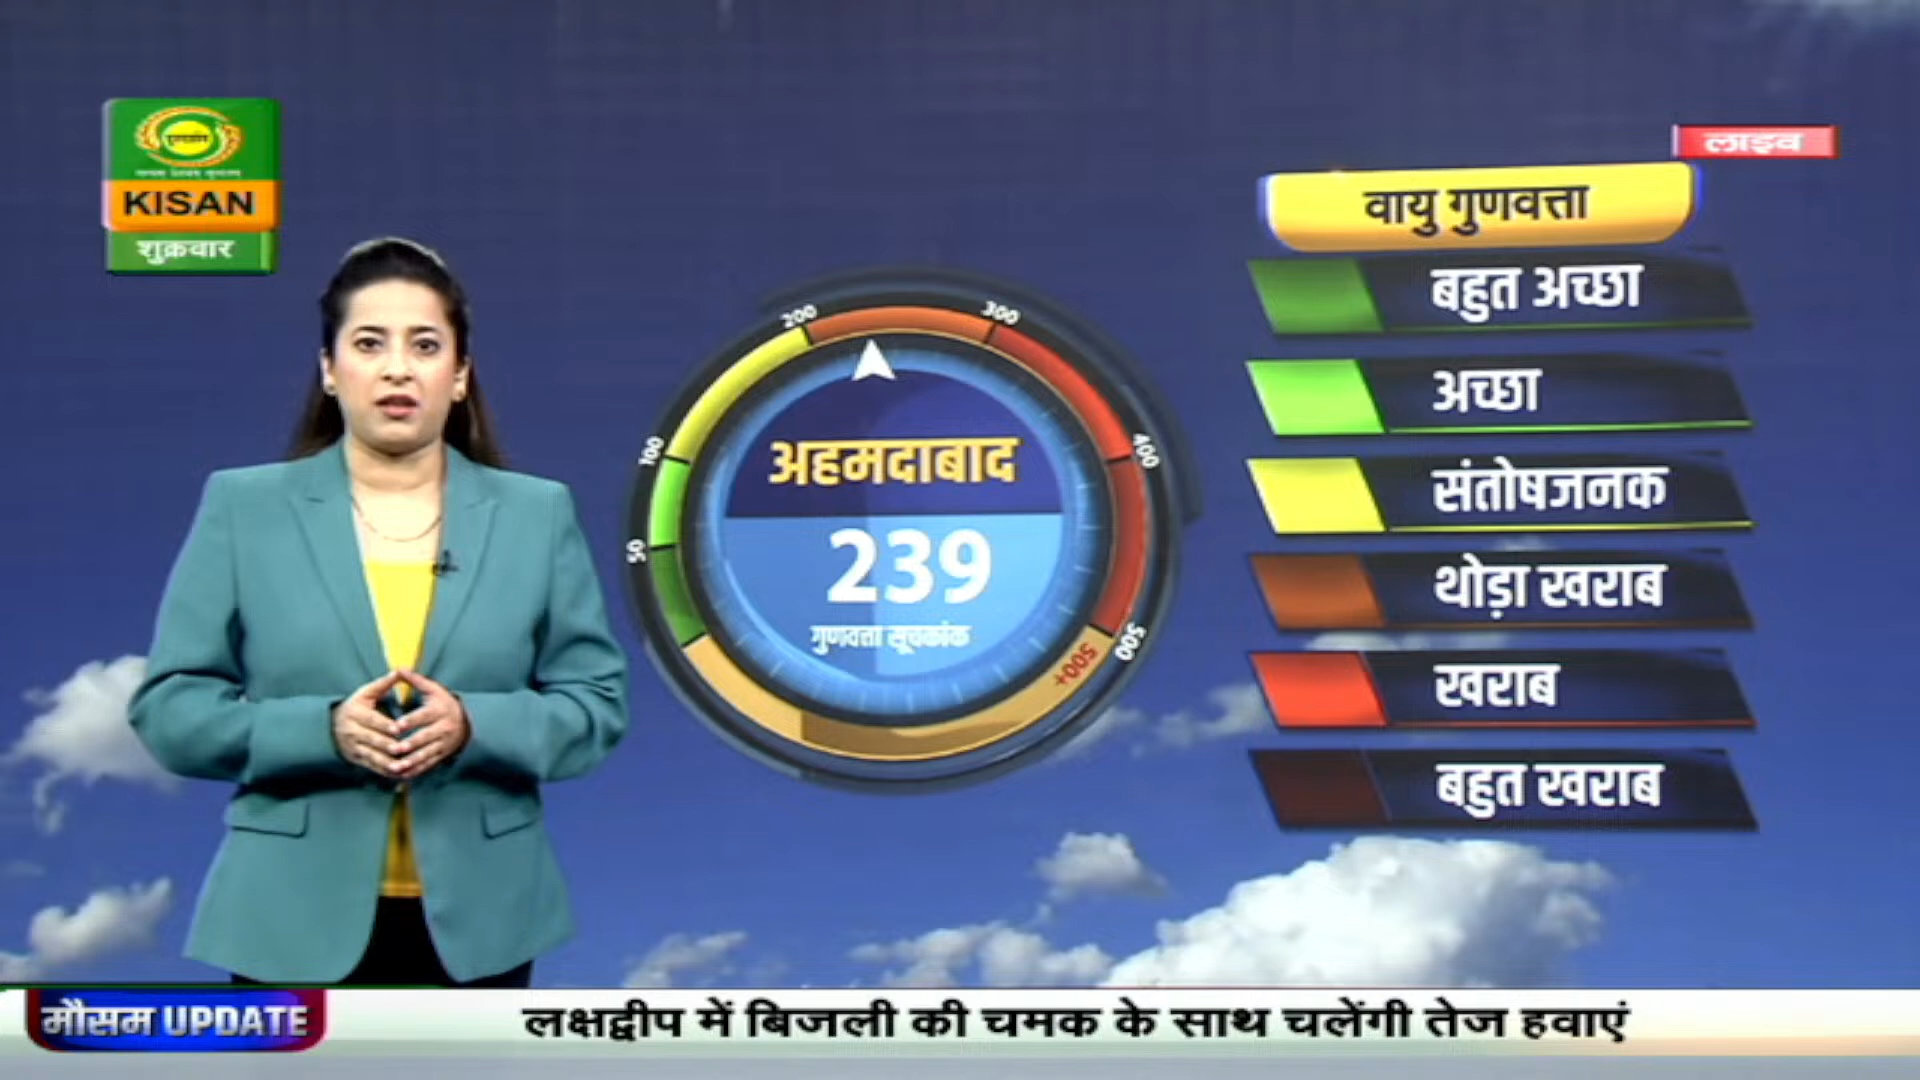 KISAN
शुक्रवार
लाइव
वायु गुणवत्ता
बहुत अच्छा
अच्छा
संतोषजनक
थोड़ा खराब
खराब
बहुत खराब
50
100
200
300
400
500
500+
अहमदाबाद
239
गुणवत्ता सूचकांक
मौसम UPDATE
लक्षद्वीप में बिजली की चमक के साथ चलेंगी तेज हवाएं